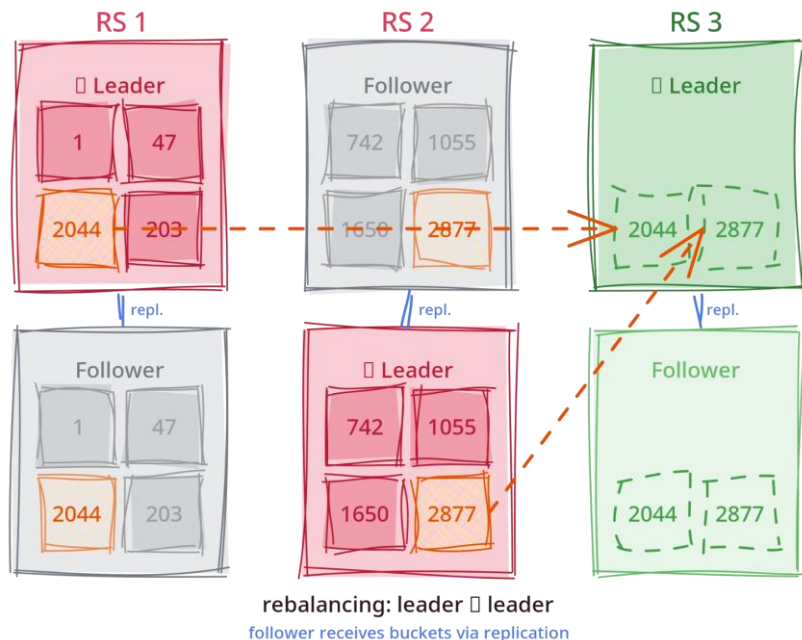 RS 1 RS 2 RS 3
▯ Leader Follower ▯ Leader
1 47 742 1055
2044 203 1650 2877 2044 2877
repl. repl. repl.
Follower ▯ Leader Follower
1 47 742 1055
2044 203 1650 2877 2044 2877
rebalancing: leader ▯ leader
follower receives buckets via replication